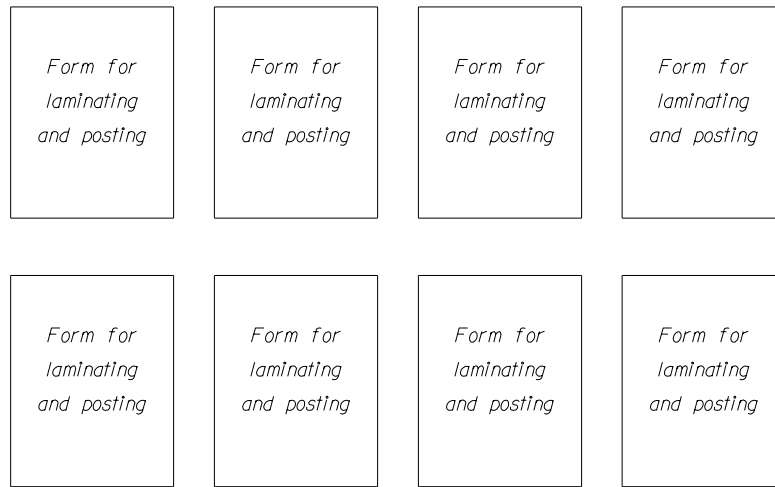 Form for
laminating
and posting
Form for
laminating
and posting
Form for
laminating
and posting
Form for
laminating
and posting
Form for
laminating
and posting
Form for
laminating
and posting
Form for
laminating
and posting
Form for
laminating
and posting